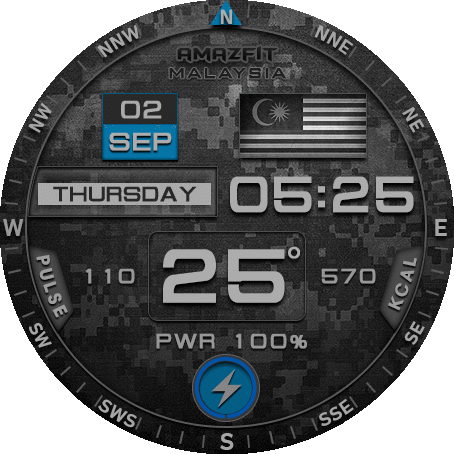 N
NNW
NNE
AMAZFIT
MALAYSIA
NW
02
NE
SEP
THURSDAY
05:25
W
E
PULSE
110
25°
570
KCAL
SW
PWR 100%
SE
SWS
SSE
S